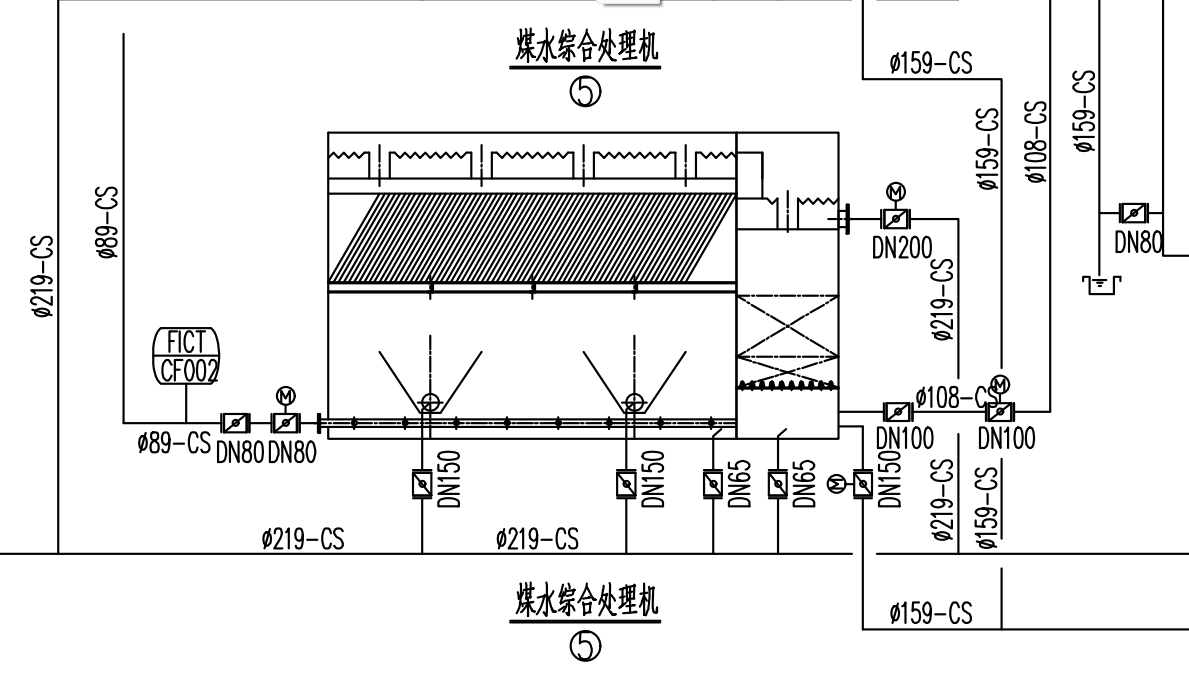 煤水综合处理机
5
ø159-CS
ø159-CS
ø108-CS
ø159-CS
ø89-CS
ø219-CS
M
DN200
DN80
ø219-CS
FICT
CF002
M
M
ø108-CS
ø89-CS
DN80
DN80
DN100
DN100
DN150
DN150
DN65
DN65
M
DN150
ø219-CS
ø159-CS
ø219-CS
ø219-CS
煤水综合处理机
5
ø159-CS